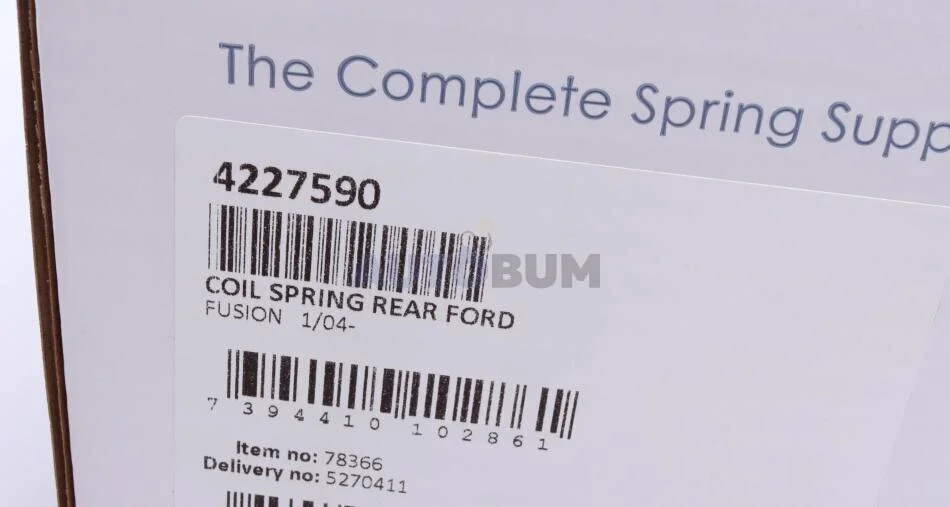 The Complete Spring Supp
4227590
BUM
COIL SPRING REAR FORD
FUSION 1/04-
7 394410 102861
Item no: 78366
Delivery no: 5270411